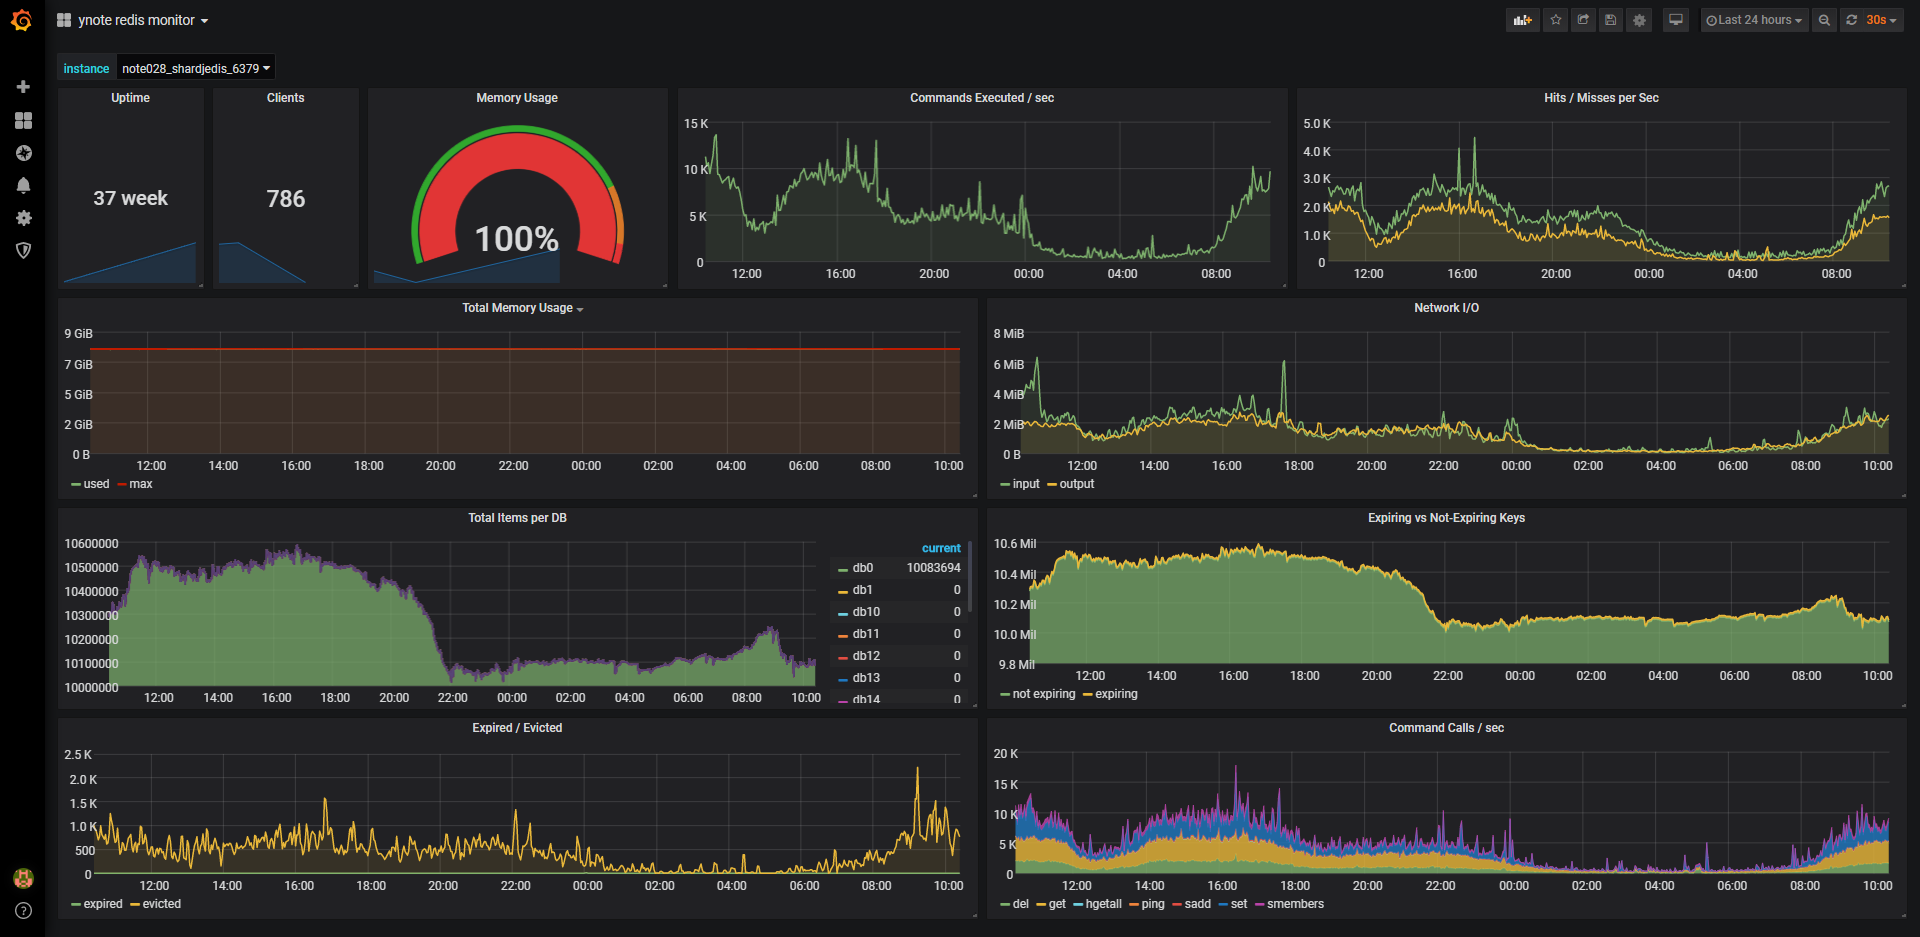 ynote redis monitor
Last 24 hours
30s
instance note028_shardjedis_6379
Uptime
37 week
Clients
786
Memory Usage
100%
Commands Executed / sec
15 K
10 K
5 K
0
12:00 16:00 20:00 00:00 04:00 08:00
Hits / Misses per Sec
5.0 K
4.0 K
3.0 K
2.0 K
1.0 K
0
12:00 16:00 20:00 00:00 04:00 08:00
Total Memory Usage
9 GiB
7 GiB
5 GiB
2 GiB
0 B
12:00 14:00 16:00 18:00 20:00 22:00 00:00 02:00 04:00 06:00 08:00 10:00
used max
Network I/O
8 MiB
6 MiB
4 MiB
2 MiB
0 B
12:00 14:00 16:00 18:00 20:00 22:00 00:00 02:00 04:00 06:00 08:00 10:00
input output
Total Items per DB
10600000
10500000
10400000
10300000
10200000
10100000
10000000
12:00 14:00 16:00 18:00 20:00 22:00 00:00 02:00 04:00 06:00 08:00 10:00
current
db0 10083694
db1 0
db10 0
db11 0
db12 0
db13 0
db14 0
Expiring vs Not-Expiring Keys
10.6 Mil
10.4 Mil
10.2 Mil
10.0 Mil
9.8 Mil
12:00 14:00 16:00 18:00 20:00 22:00 00:00 02:00 04:00 06:00 08:00 10:00
not expiring expiring
Expired / Evicted
2.5 K
2.0 K
1.5 K
1.0 K
500
0
12:00 14:00 16:00 18:00 20:00 22:00 00:00 02:00 04:00 06:00 08:00 10:00
expired evicted
Command Calls / sec
20 K
15 K
10 K
5 K
0
12:00 14:00 16:00 18:00 20:00 22:00 00:00 02:00 04:00 06:00 08:00 10:00
del get hgetall ping sadd set smembers